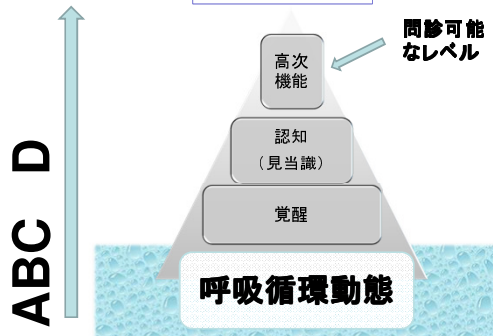 問診可能
なレベル
高次
機能
認知
（見当識）
覚醒
呼吸循環動態
ABC D